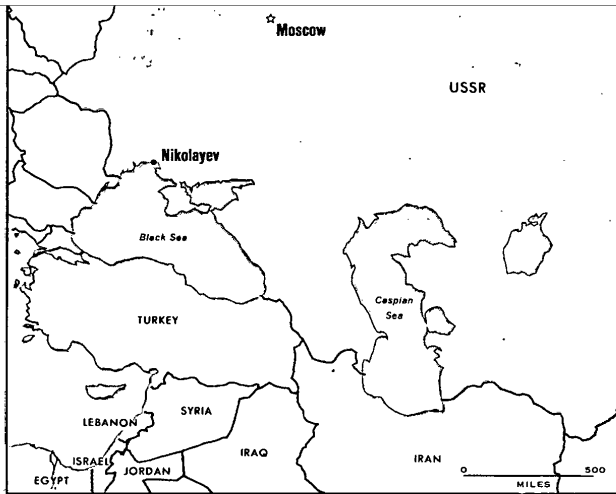 Moscow
USSR
Nikolayev
Black Sea
Caspian
Sea
TURKEY
SYRIA
LEBANON
IRAQ
IRAN
ISRAEL
JORDAN
EGYPT
0 500
MILES